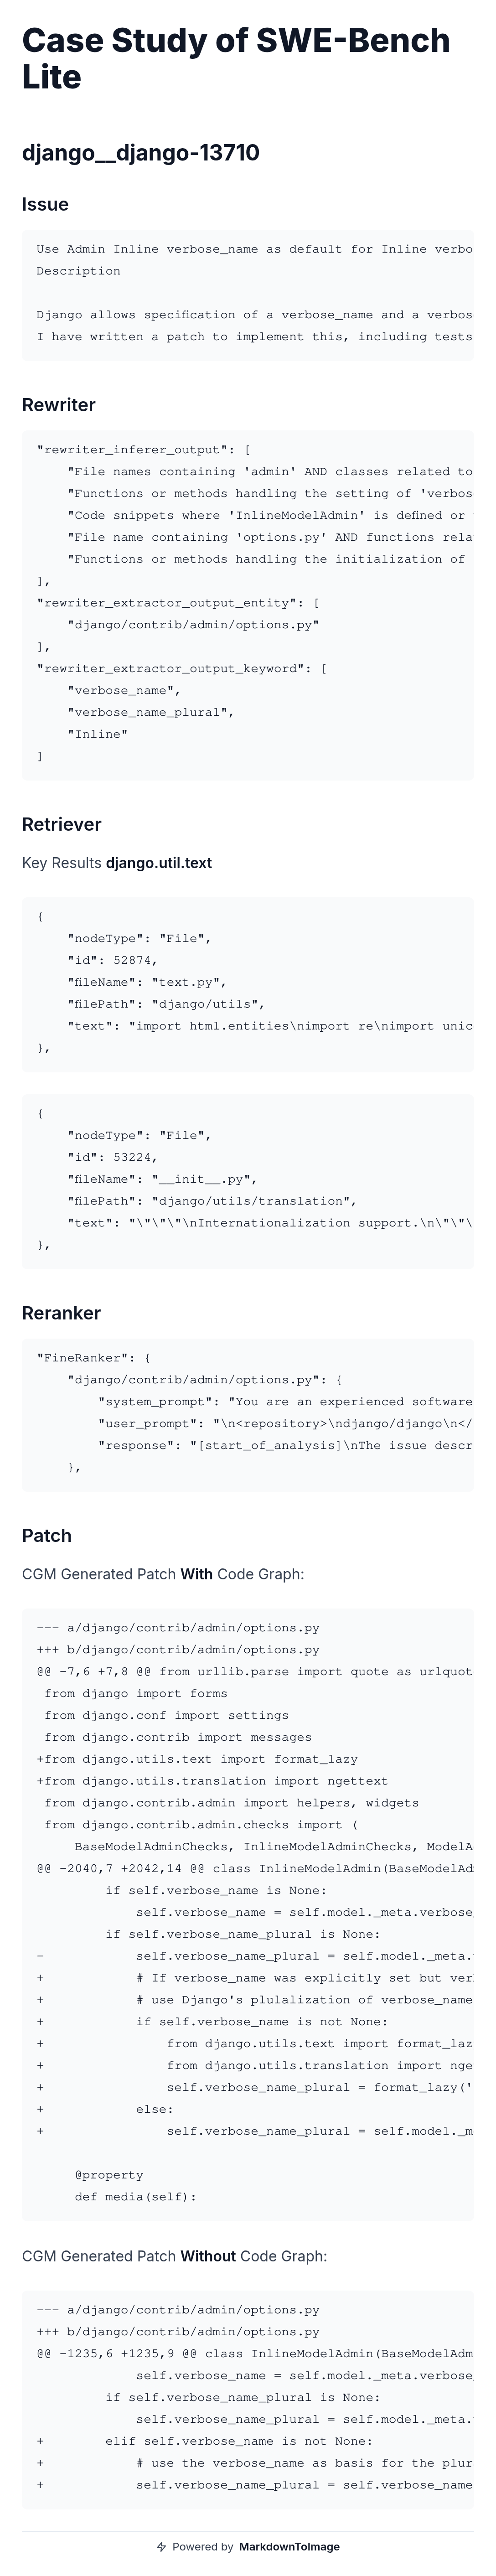 Case Study of SWE-Bench
Lite
django__django-13710
Issue
Use Admin Inline verbose_name as default for Inline verbo
Description
Django allows specification of a verbose_name and a verbos
I have written a patch to implement this, including tests
Rewriter
"rewriter_inferer_output": [
    "File names containing 'admin' AND classes related to
    "Functions or methods handling the setting of 'verbos
    "Code snippets where 'InlineModelAdmin' is defined or
    "File name containing 'options.py' AND functions rela
    "Functions or methods handling the initialization of
],
"rewriter_extractor_output_entity": [
    "django/contrib/admin/options.py"
],
"rewriter_extractor_output_keyword": [
    "verbose_name",
    "verbose_name_plural",
    "Inline"
]
Retriever
Key Results django.util.text
{
    "nodeType": "File",
    "id": 52874,
    "fileName": "text.py",
    "filePath": "django/utils",
    "text": "import html.entities\nimport re\nimport unic
},
{
    "nodeType": "File",
    "id": 53224,
    "fileName": "__init__.py",
    "filePath": "django/utils/translation",
    "text": "\"\"\"\nInternationalization support.\n\"\"\
},
Reranker
"FineRanker": {
    "django/contrib/admin/options.py": {
        "system_prompt": "You are an experienced software
        "user_prompt": "\n<repository>\ndjango/django\n</
        "response": "[start_of_analysis]\nThe issue descr
    },
Patch
CGM Generated Patch With Code Graph:
--- a/django/contrib/admin/options.py
+++ b/django/contrib/admin/options.py
@@ -7,6 +7,8 @@ from urllib.parse import quote as urlquot
 from django import forms
 from django.conf import settings
 from django.contrib import messages
+from django.utils.text import format_lazy
+from django.utils.translation import ngettext
 from django.contrib.admin import helpers, widgets
 from django.contrib.admin.checks import (
     BaseModelAdminChecks, InlineModelAdminChecks, ModelA
@@ -2040,7 +2042,14 @@ class InlineModelAdmin(BaseModelAd
         if self.verbose_name is None:
             self.verbose_name = self.model._meta.verbose_
         if self.verbose_name_plural is None:
-            self.verbose_name_plural = self.model._meta.
+            # If verbose_name was explicitly set but ver
+            # use Django's plulalization of verbose_name
+            if self.verbose_name is not None:
+                from django.utils.text import format_laz
+                from django.utils.translation import nge
+                self.verbose_name_plural = format_lazy('
+            else:
+                self.verbose_name_plural = self.model._m
     @property
     def media(self):
CGM Generated Patch Without Code Graph:
--- a/django/contrib/admin/options.py
+++ b/django/contrib/admin/options.py
@@ -1235,6 +1235,9 @@ class InlineModelAdmin(BaseModelAdm
             self.verbose_name = self.model._meta.verbose_
         if self.verbose_name_plural is None:
             self.verbose_name_plural = self.model._meta.
+        elif self.verbose_name is not None:
+            # use the verbose_name as basis for the plur
+            self.verbose_name_plural = self.verbose_name
Powered by MarkdownToImage